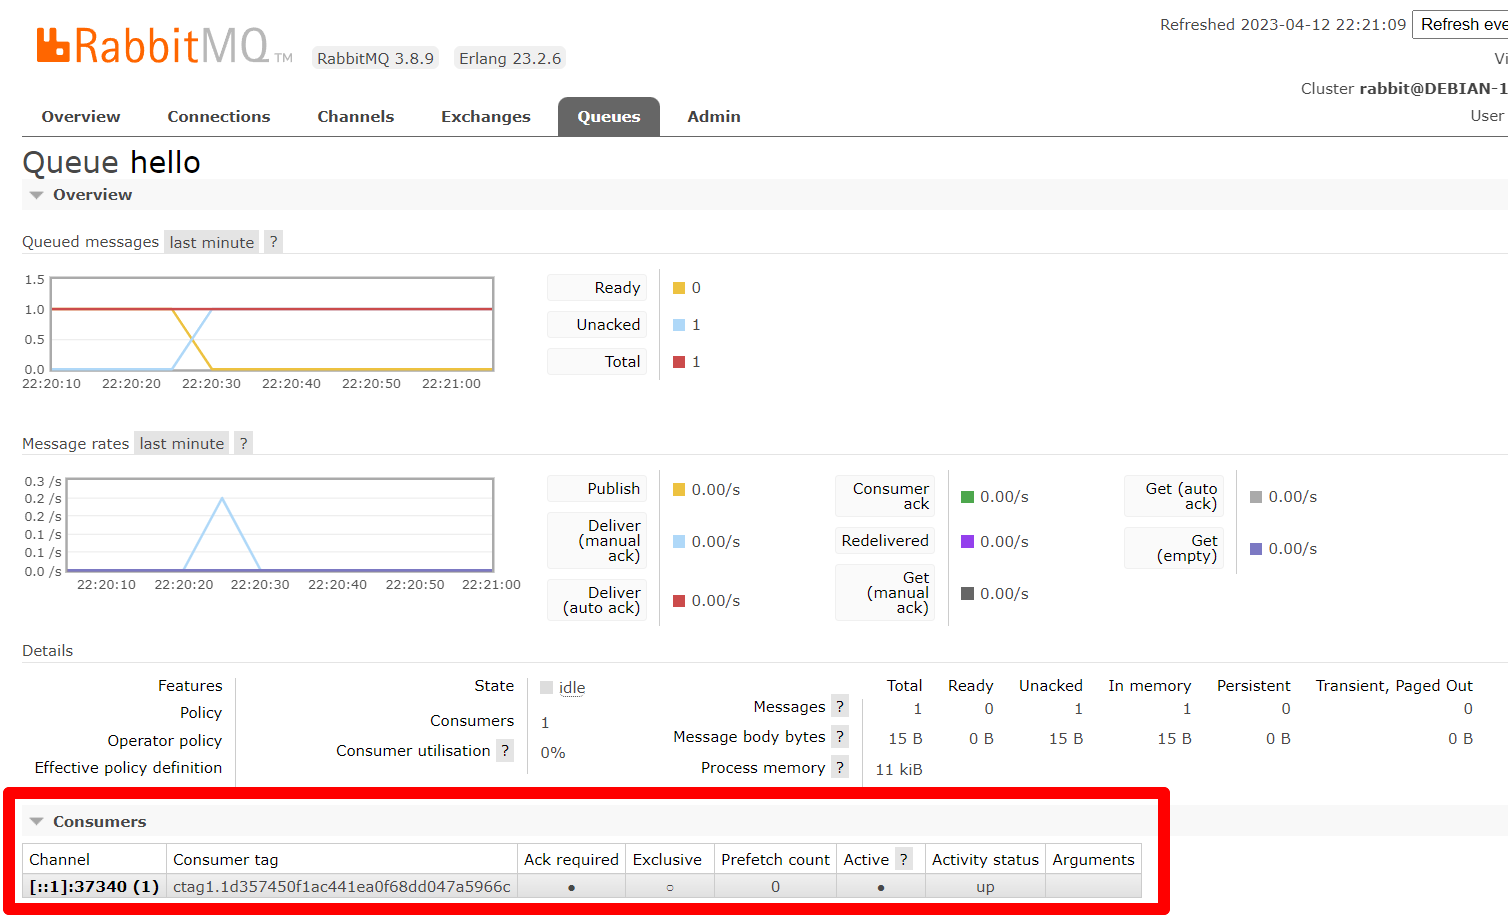 RabbitMQ TM RabbitMQ 3.8.9 Erlang 23.2.6
Refreshed 2023-04-12 22:21:09 Refresh eve
Vi
Cluster rabbit@DEBIAN-1
User
Overview Connections Channels Exchanges Queues Admin
Queue hello
Overview
Queued messages last minute ?
1.5
1.0
0.5
0.0
22:20:10 22:20:20 22:20:30 22:20:40 22:20:50 22:21:00
Ready 0
Unacked 1
Total 1
Message rates last minute ?
0.3 /s
0.2 /s
0.2 /s
0.1 /s
0.1 /s
0.0 /s
22:20:10 22:20:20 22:20:30 22:20:40 22:20:50 22:21:00
Publish 0.00/s
Deliver
(manual 0.00/s
ack)
Deliver
(auto ack) 0.00/s
Consumer
ack 0.00/s
Redelivered 0.00/s
Get
(manual 0.00/s
ack)
Get (auto
ack) 0.00/s
Get
(empty) 0.00/s
Details
Features
Policy
Operator policy
Effective policy definition
State idle
Consumers 1
Consumer utilisation ? 0%
Total Ready Unacked In memory Persistent Transient, Paged Out
Messages ? 1 0 1 1 0 0
Message body bytes ? 15 B 0 B 15 B 15 B 0 B 0 B
Process memory ? 11 kiB
Consumers
Channel Consumer tag Ack required Exclusive Prefetch count Active ? Activity status Arguments
[::1]:37340 (1) ctag1.1d357450f1ac441ea0f68dd047a5966c ● ○ 0 ● up